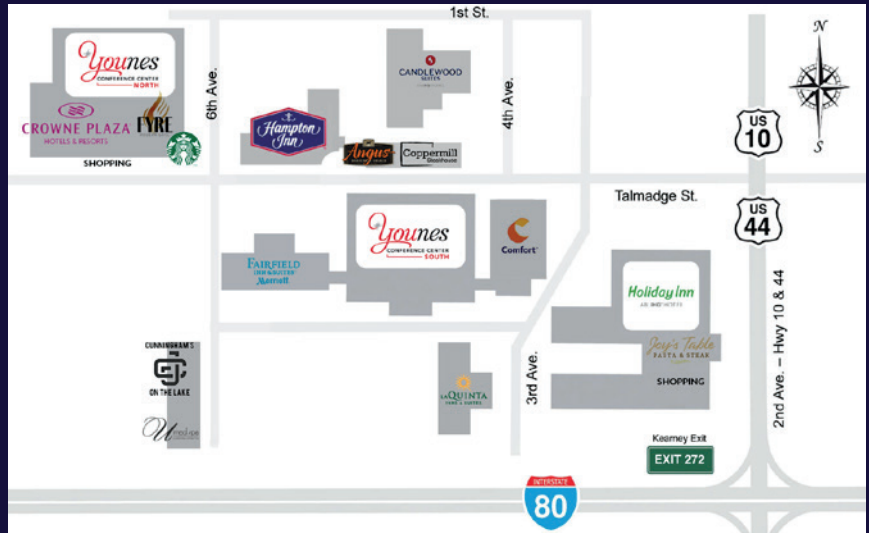 1st St.
N
S
6th Ave.
4th Ave.
Younes
CONFERENCE CENTER
NORTH
CROWNE PLAZA
HOTELS & RESORTS
FYRE
SHOPPING
Hampton
Inn
CANDLEWOOD
SUITES
Angus
Coppermill
Steakhouse
US
10
Talmadge St.
US
44
Younes
CONFERENCE CENTER
SOUTH
Comfort
FAIRFIELD
INN & SUITES
Marriott
Holiday Inn
Joy's Table
PASTA & STEAK
SHOPPING
CUNNINGHAM'S
ON THE LAKE
LAQUINTA
INNS & SUITES
3rd Ave.
2nd Ave. – Hwy 10 & 44
Kearney Exit
EXIT 272
INTERSTATE
80